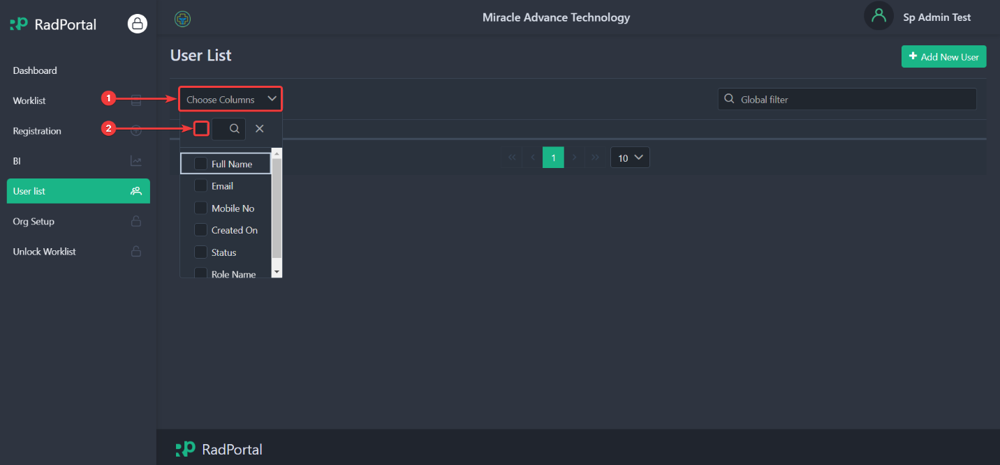 RadPortal
Miracle Advance Technology
Sp Admin Test
User List
+ Add New User
Dashboard
Worklist
Registration
BI
User list
Org Setup
Unlock Worklist
1
Choose Columns
Global filter
2
Full Name
Email
Mobile No
Created On
Status
Role Name
1
10
RadPortal